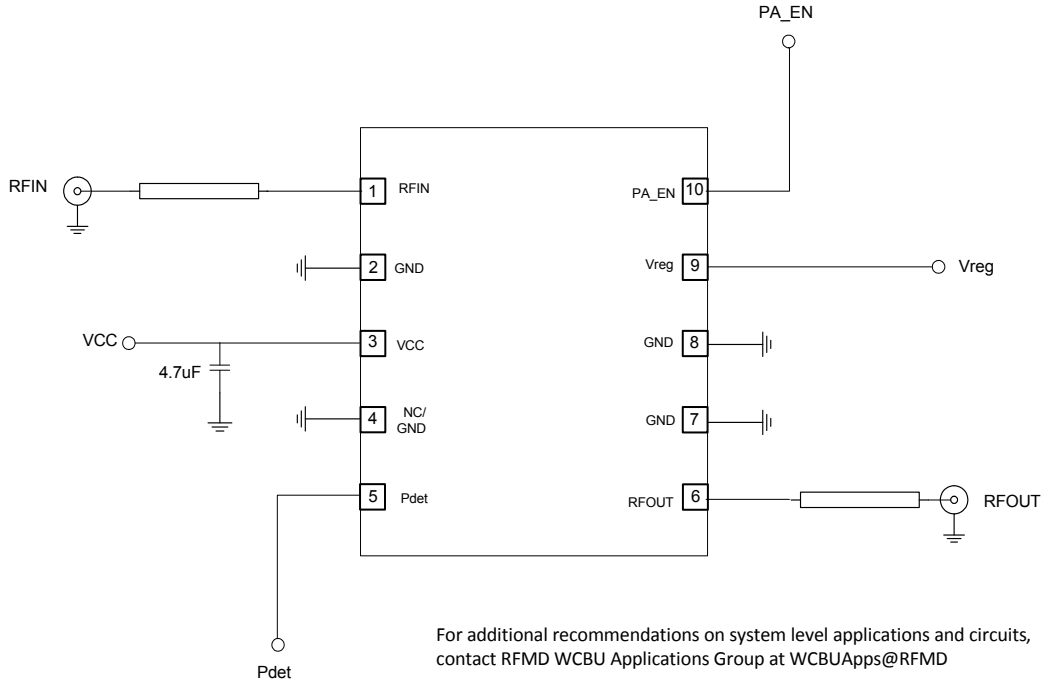 PA_EN
RFIN
1
RFIN
PA_EN
10
2
GND
Vreg
9
Vreg
VCC
3
VCC
GND
8
4.7uF
4
NC/
GND
GND
7
5
Pdet
RFOUT
6
RFOUT
Pdet
For additional recommendations on system level applications and circuits,
contact RFMD WCBU Applications Group at WCBUApps@RFMD